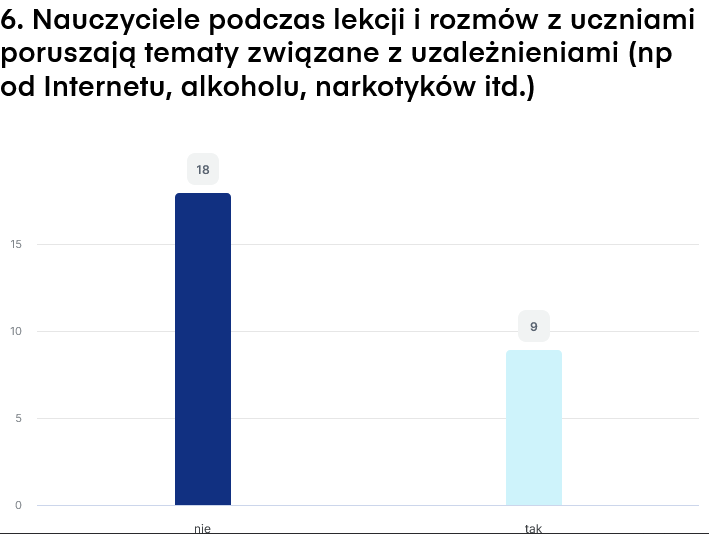 6. Nauczyciele podczas lekcji i rozmów z uczniami
poruszają tematy związane z uzależnieniami (np
od Internetu, alkoholu, narkotyków itd.)
18
15
10
9
5
0
nie
tak